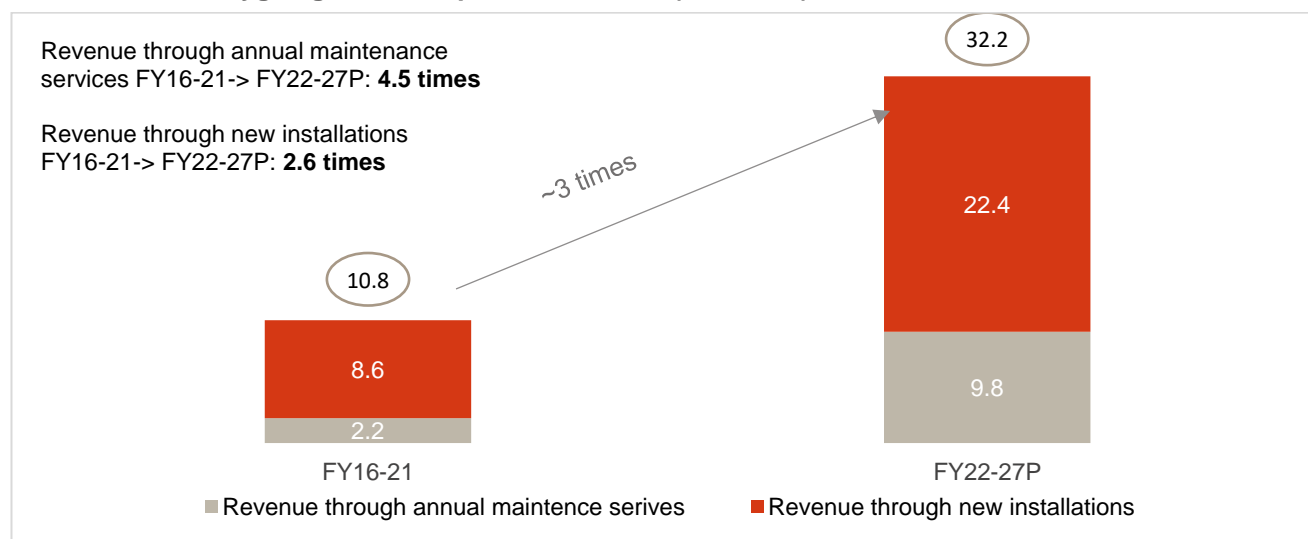 Revenue through annual maintenance
services FY16-21-> FY22-27P: 4.5 times
Revenue through new installations
FY16-21-> FY22-27P: 2.6 times
32.2
~3 times
22.4
10.8
8.6
9.8
2.2
FY16-21
FY22-27P
Revenue through annual maintence serives
Revenue through new installations